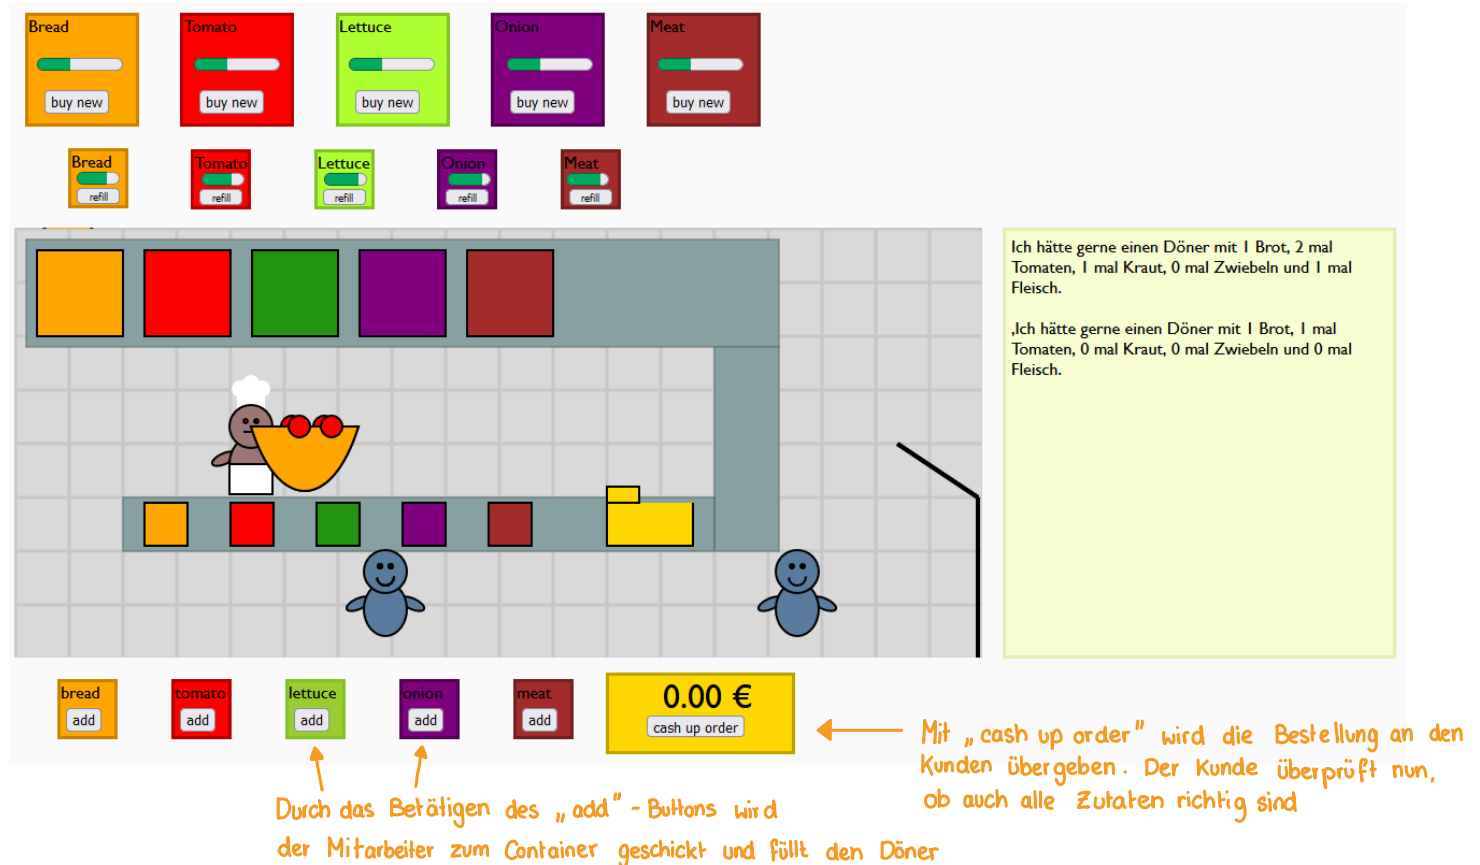 Bread Tomato Lettuce Onion Meat
buy new buy new buy new buy new buy new
Bread Tomato Lettuce Onion Meat
refill refill refill refill refill
Ich hätte gerne einen Döner mit 1 Brot, 2 mal
Tomaten, 1 mal Kraut, 0 mal Zwiebeln und 1 mal
Fleisch.
,Ich hätte gerne einen Döner mit 1 Brot, 1 mal
Tomaten, 0 mal Kraut, 0 mal Zwiebeln und 0 mal
Fleisch.
bread tomato lettuce onion meat
add add add add add
0.00 €
cash up order
Mit „cash up order" wird die Bestellung an den
Kunden übergeben. Der Kunde überprüft nun,
ob auch alle Zutaten richtig sind
Durch das Betätigen des „add"-Buttons wird
der Mitarbeiter zum Container geschickt und füllt den Döner